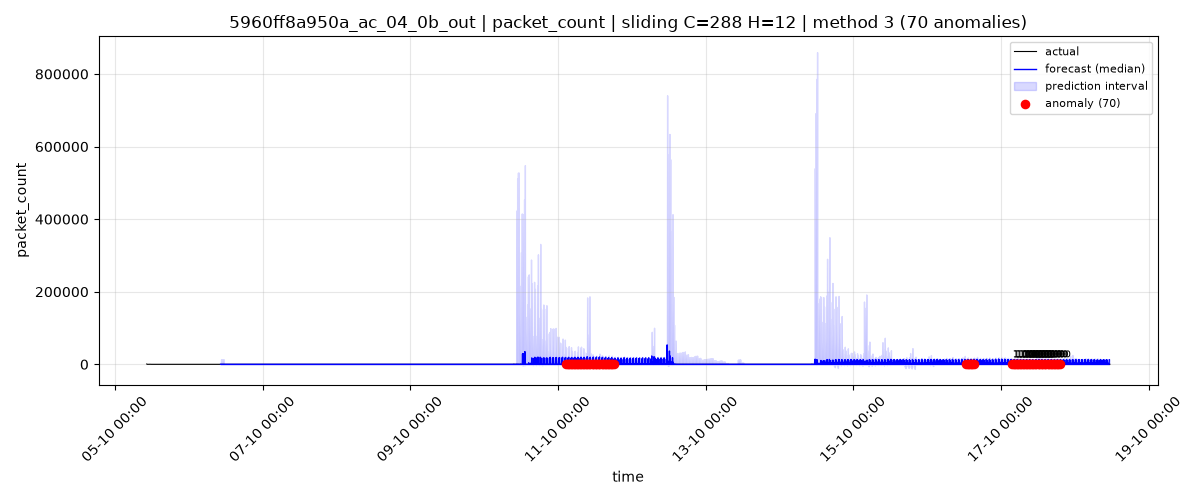 5960ff8a950a_ac_04_0b_out | packet_count | sliding C=288 H=12 | method 3 (70 anomalies)
actual
forecast (median)
prediction interval
anomaly (70)
packet_count
800000
600000
400000
200000
0
05-10 00:00
07-10 00:00
09-10 00:00
11-10 00:00
13-10 00:00
15-10 00:00
17-10 00:00
19-10 00:00
time